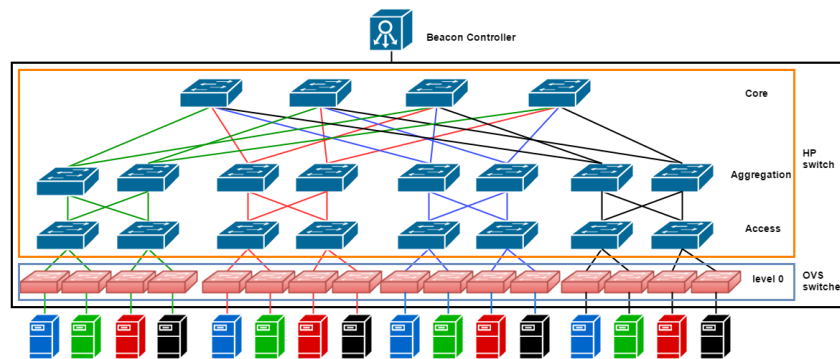 Beacon Controller
Core
HP
switch
Aggregation
Access
level 0
OVS
switche